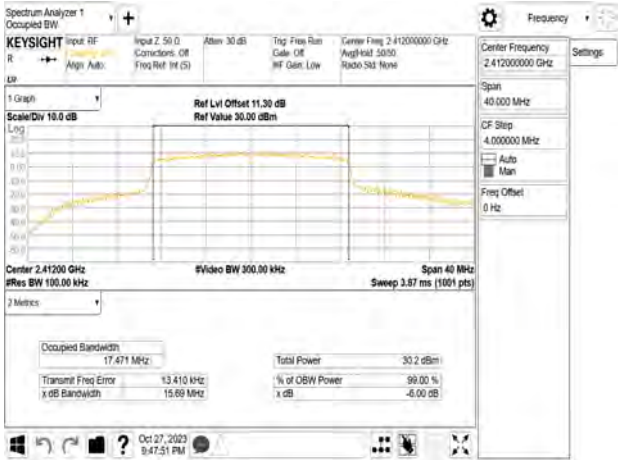 Spectrum Analyzer 1
Occupied BW
+
Frequency
KEYSIGHT
R
Input: RF
Align: Auto
Input Z: 50 Ω
Corrections: Off
Freq Ref: Int (S)
Atten: 30 dB
Trig: Free Run
Gate: Off
#IF Gain: Low
Center Freq: 2.412000000 GHz
Avg|Hold: 50/50
Radio Std: None
Center Frequency
2.412000000 GHz
Settings
Span
40.000 MHz
CF Step
4.000000 MHz
Auto
Man
Freq Offset
0 Hz
1 Graph
Scale/Div 10.0 dB
Log
Ref Lvl Offset 11.30 dB
Ref Value 30.00 dBm
Center 2.41200 GHz
#Res BW 100.00 kHz
#Video BW 300.00 kHz
Span 40 MHz
Sweep 3.87 ms (1001 pts)
2 Metrics
Occupied Bandwidth
17.471 MHz
Total Power 30.2 dBm
Transmit Freq Error 13.410 kHz
% of OBW Power 99.00 %
x dB Bandwidth 15.69 MHz
x dB -6.00 dB
?
Oct 27, 2023
9:47:51 PM